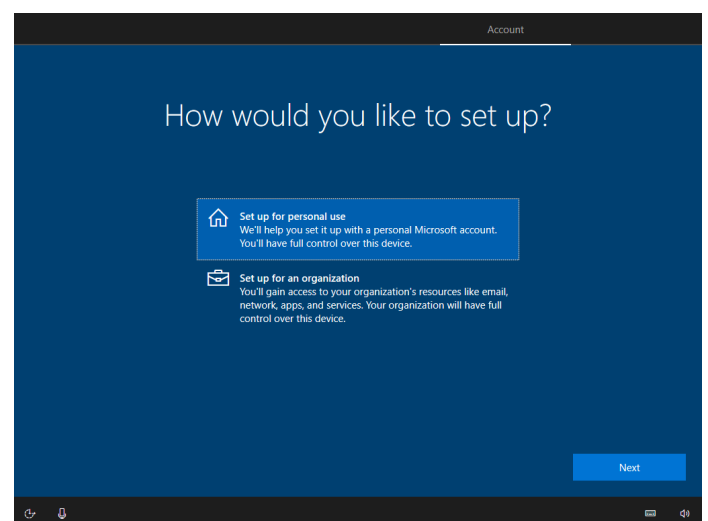 Account
How would you like to set up?
Set up for personal use
We'll help you set it up with a personal Microsoft account.
You'll have full control over this device.
Set up for an organization
You'll gain access to your organization's resources like email,
network, apps, and services. Your organization will have full
control over this device.
Next